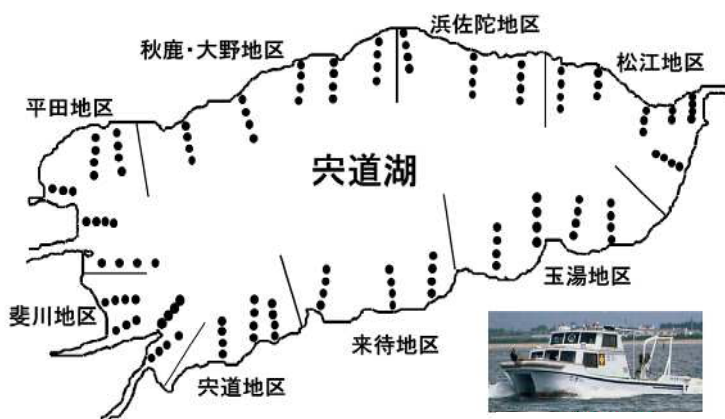 浜佐陀地区
秋鹿・大野地区
松江地区
平田地区
宍道湖
玉湯地区
斐川地区
来待地区
宍道地区